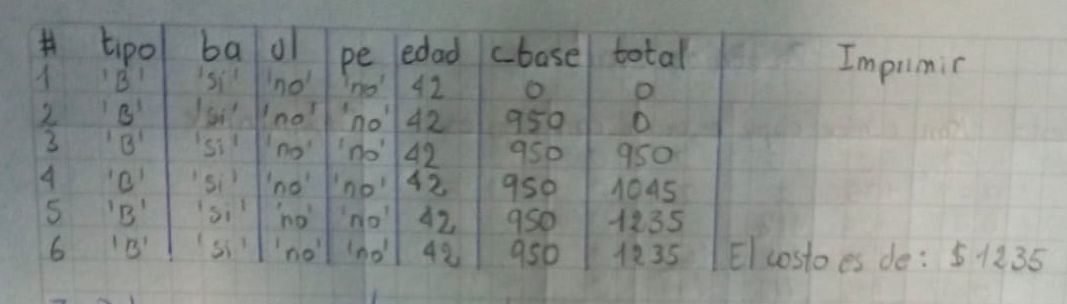 # tipo ba al pe edad cbase total Imprimir
1 'B' 'si' 'no' 'no' 42 0 0
2 'B' 'si' 'no' 'no' 42 950 0
3 'B' 'si' 'no' 'no' 42 950 950
4 'B' 'si' 'no' 'no' 42 950 1045
5 'B' 'si' 'no' 'no' 42 950 1235
6 'B' 'si' 'no' 'no' 42 950 1235 El costo es de: $1235